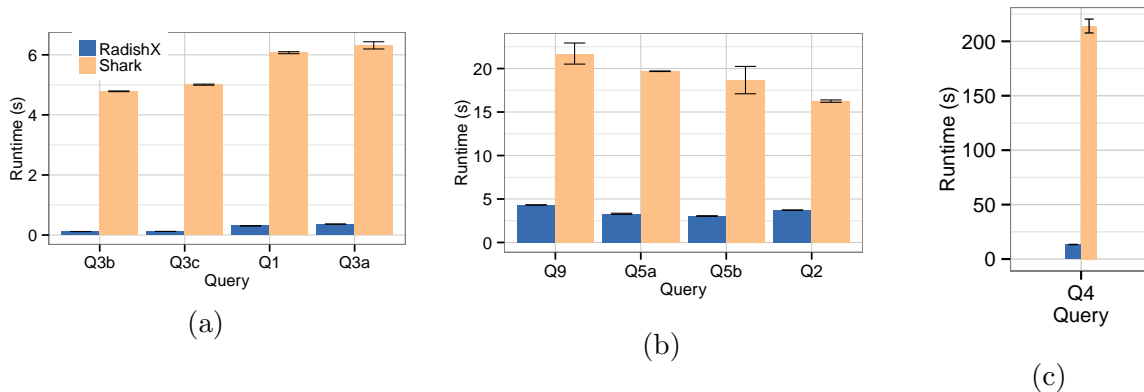 RadishX
Shark
6
4
2
0
Runtime (s)
Q3b Q3c Q1 Q3a
Query
(a)
20
15
10
5
0
Runtime (s)
Q9 Q5a Q5b Q2
Query
(b)
200
150
100
50
0
Runtime (s)
Q4
Query
(c)